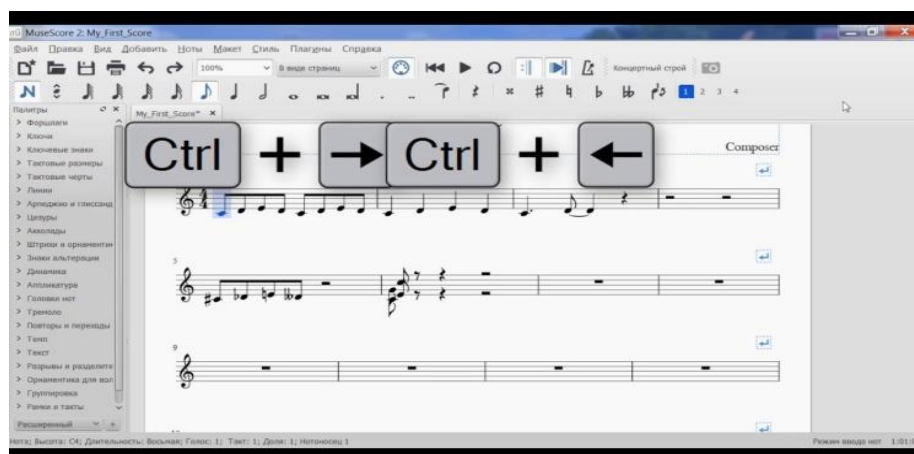 MuseScore 2: My_First_Score
Файл Правка Вид Добавить Ноты Макет Стиль Плагины Справка
100% В виде страниц Концертный строй
1 2 3 4
Палитры
My_First_Score*
Ctrl + → Ctrl + ←
Composer
> Форшлаги
> Ключи
> Ключевые знаки
> Тактовые размеры
> Тактовые черты
> Линии
> Арпеджио и глиссанд
> Цезуры
> Акколады
> Штрихи и орнаментик
> Знаки альтерации
> Динамика
> Аппликатура
> Головки нот
> Тремоло
> Повторы и переходы
> Темп
> Текст
> Разрывы и разделите
> Орнаментика для вол
> Группировка
> Рамки и такты
Расширенный
5
9
Нота; Высота: C4; Длительность: Восьмая; Голос: 1; Такт: 1; Доля: 1; Нотоносец 1
Режим ввода нот 1:01:0